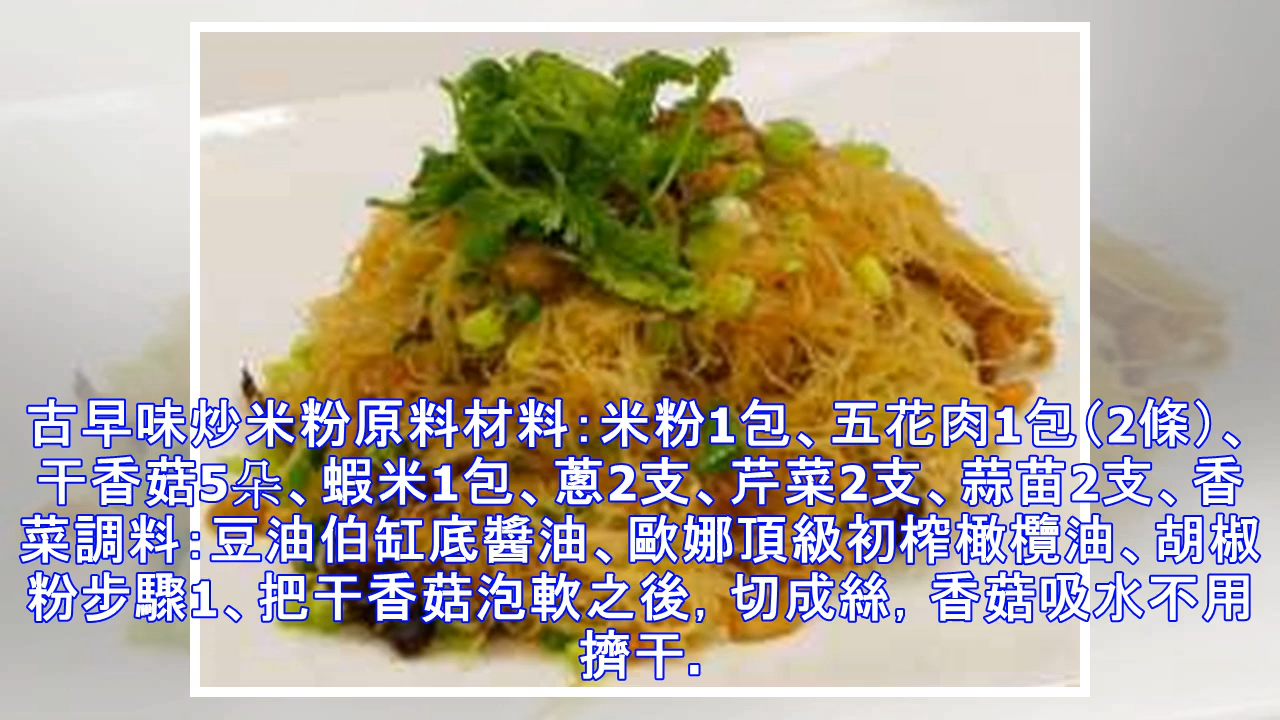 古早味炒米粉原料材料:米粉1包、五花肉1包(2條)、
干香菇5朵、蝦米1包、蔥2支、芹菜2支、蒜苗2支、香
菜調料:豆油伯缸底醬油、歐娜頂級初榨橄欖油、胡椒
粉步驟1、把干香菇泡軟之後, 切成絲, 香菇吸水不用
擠干.